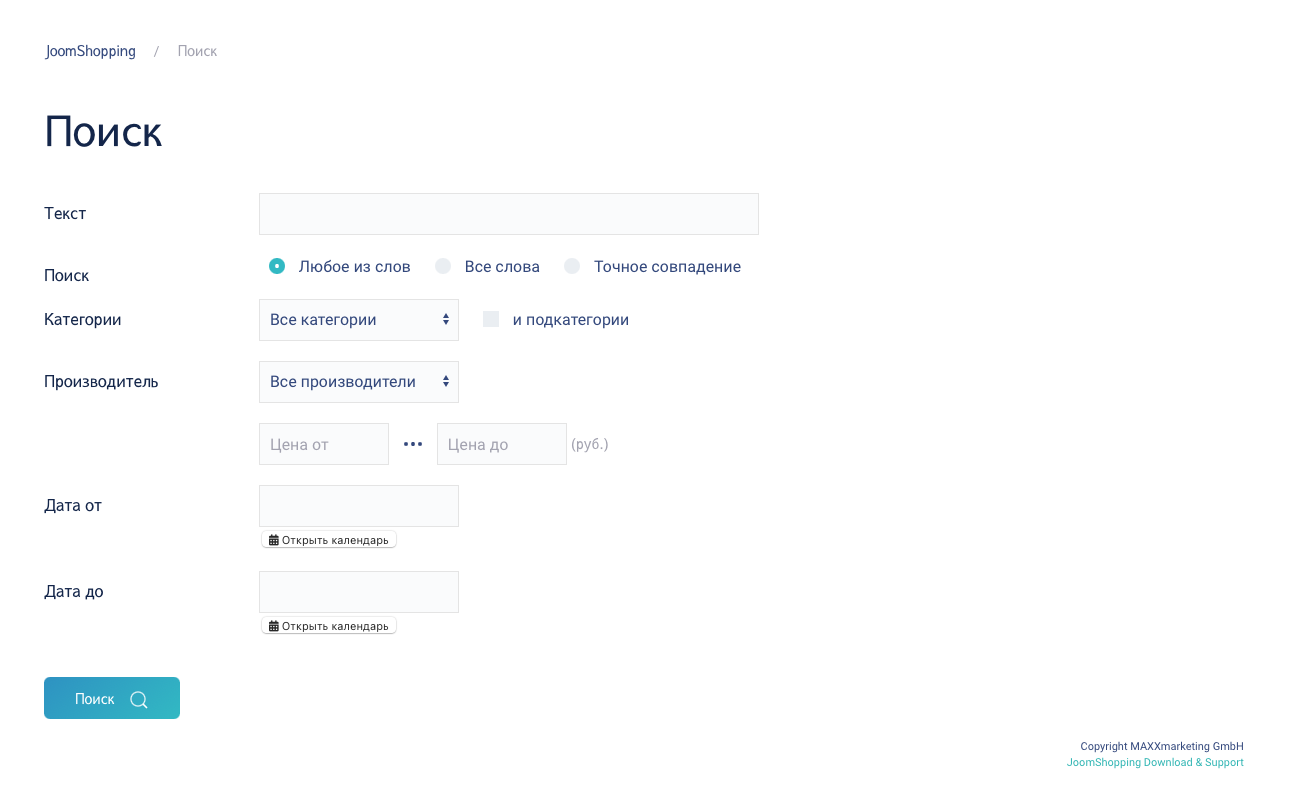 JoomShopping / Поиск
Поиск
Текст
Поиск Любое из слов Все слова Точное совпадение
Категории Все категории и подкатегории
Производитель Все производители
Цена от ••• Цена до (руб.)
Дата от
Открыть календарь
Дата до
Открыть календарь
Поиск
Copyright MAXXmarketing GmbH
JoomShopping Download & Support